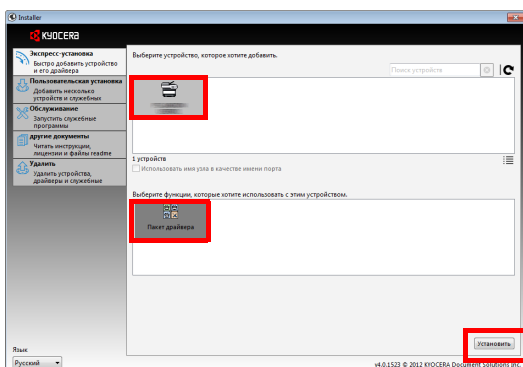 Installer
KYOCERA
Экспресс-установка
Быстро добавить устройство
и его драйвера
Пользовательская установка
Добавить несколько
устройств и служебных
Обслуживание
Запустить служебные
программы
другие документы
Читать инструкции,
лицензии и файлы readme
Удалить
Удалить устройства,
драйверы и служебные
Выберите устройство, которое хотите добавить.
Поиск устройств
1 устройств
Использовать имя узла в качестве имени порта
Выберите функции, которые хотите использовать с этим устройством.
Пакет драйвера
Установить
Язык
Русский
v4.0.1523 © 2012 KYOCERA Document Solutions Inc.